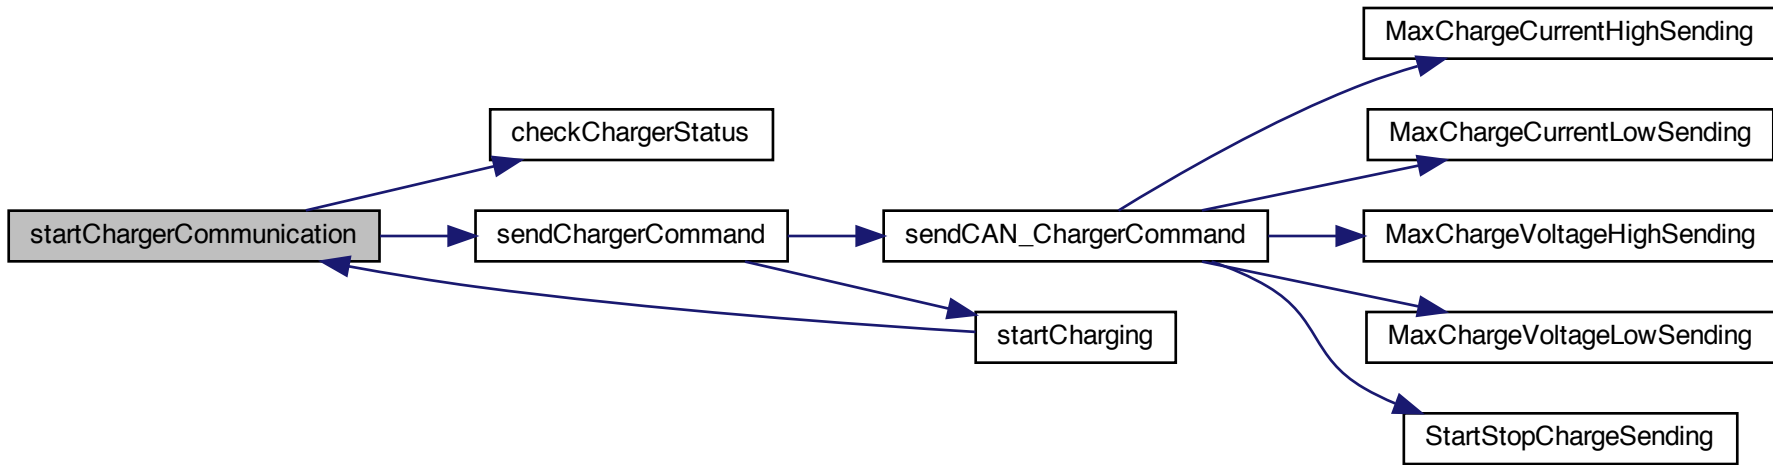 MaxChargeCurrentHighSending
checkChargerStatus
MaxChargeCurrentLowSending
startChargerCommunication
sendChargerCommand
sendCAN_ChargerCommand
MaxChargeVoltageHighSending
startCharging
MaxChargeVoltageLowSending
StartStopChargeSending